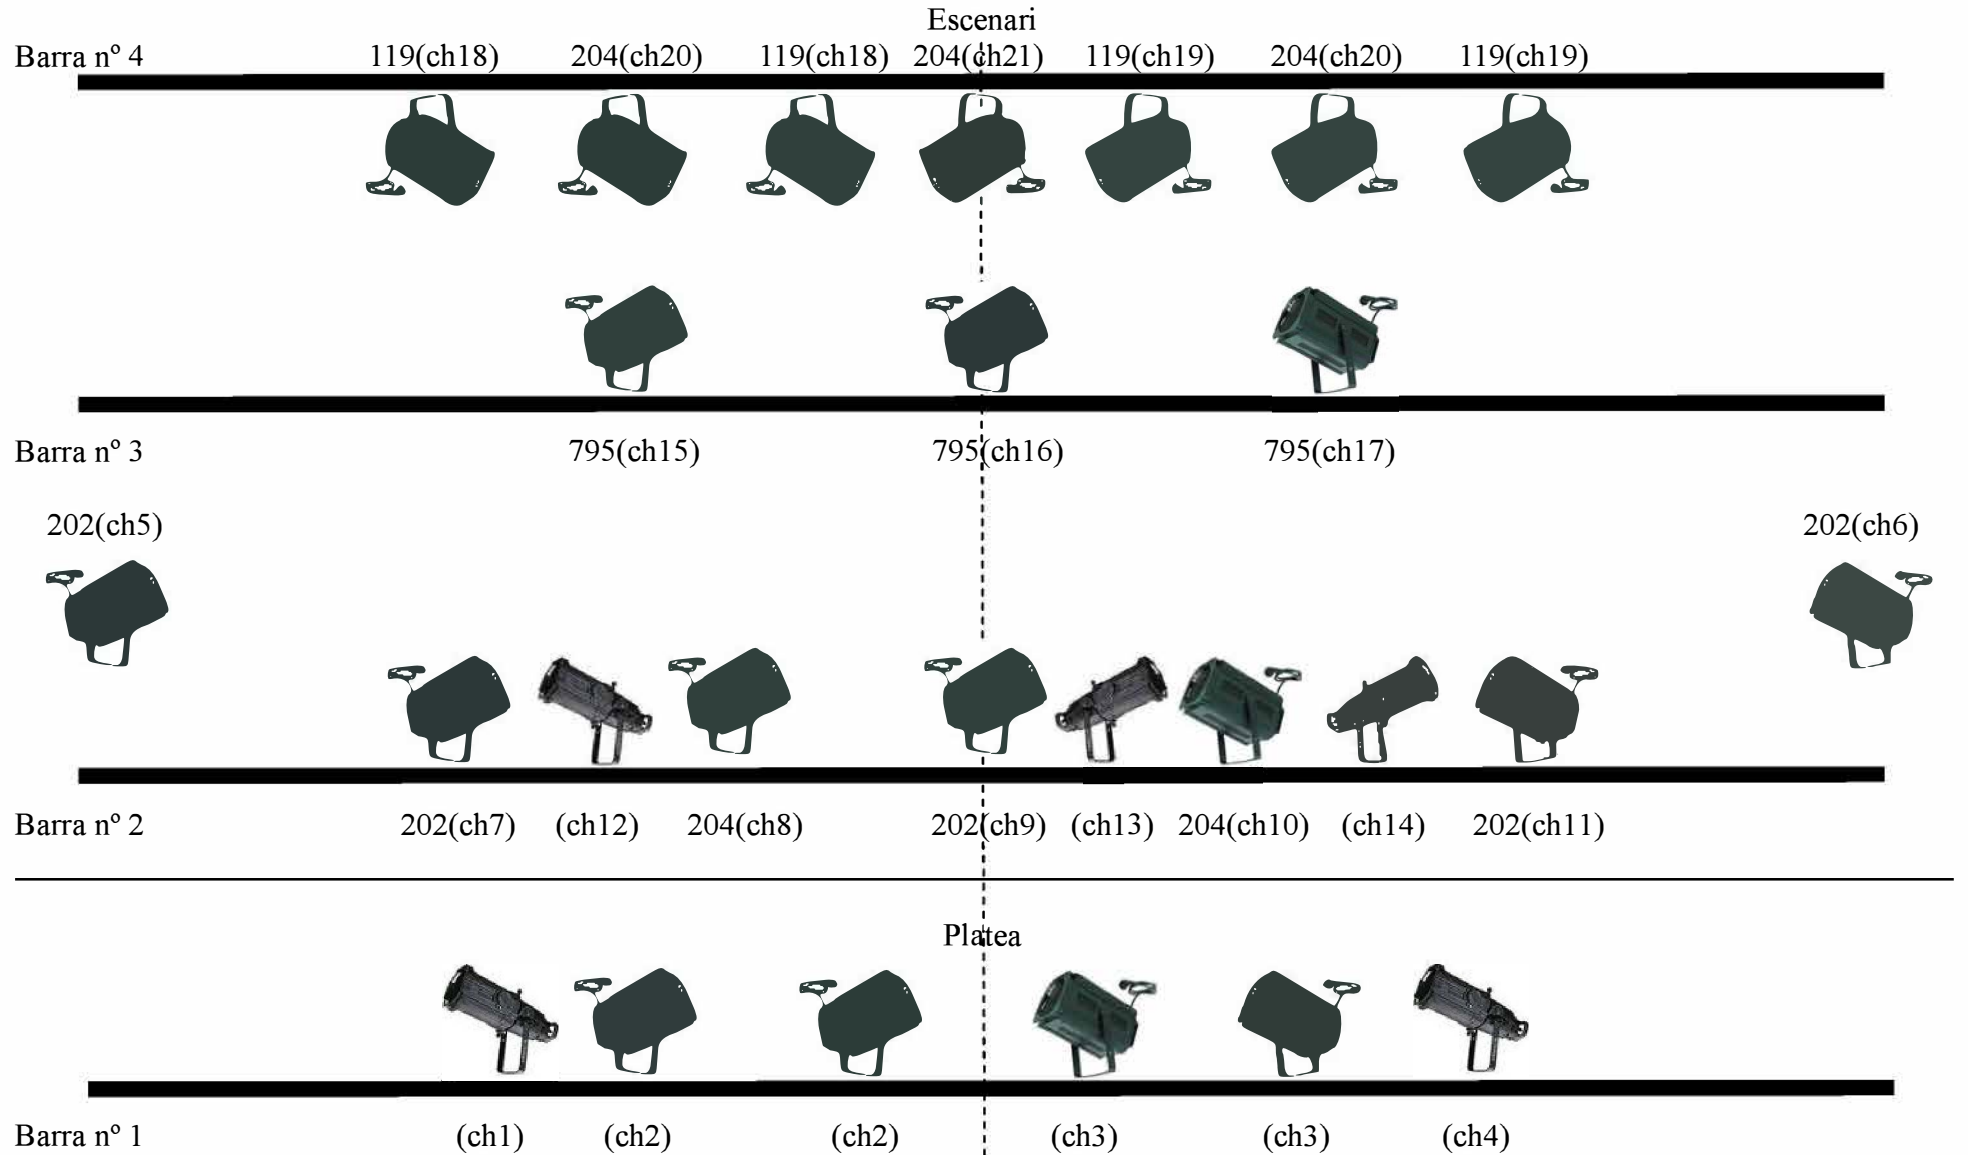 Escenari
Barra nº 4 119(ch18) 204(ch20) 119(ch18) 204(ch21) 119(ch19) 204(ch20) 119(ch19)
Barra nº 3 795(ch15) 795(ch16) 795(ch17)
202(ch5) 202(ch6)
Barra nº 2 202(ch7) (ch12) 204(ch8) 202(ch9) (ch13) 204(ch10) (ch14) 202(ch11)
Platea
Barra nº 1 (ch1) (ch2) (ch2) (ch3) (ch3) (ch4)